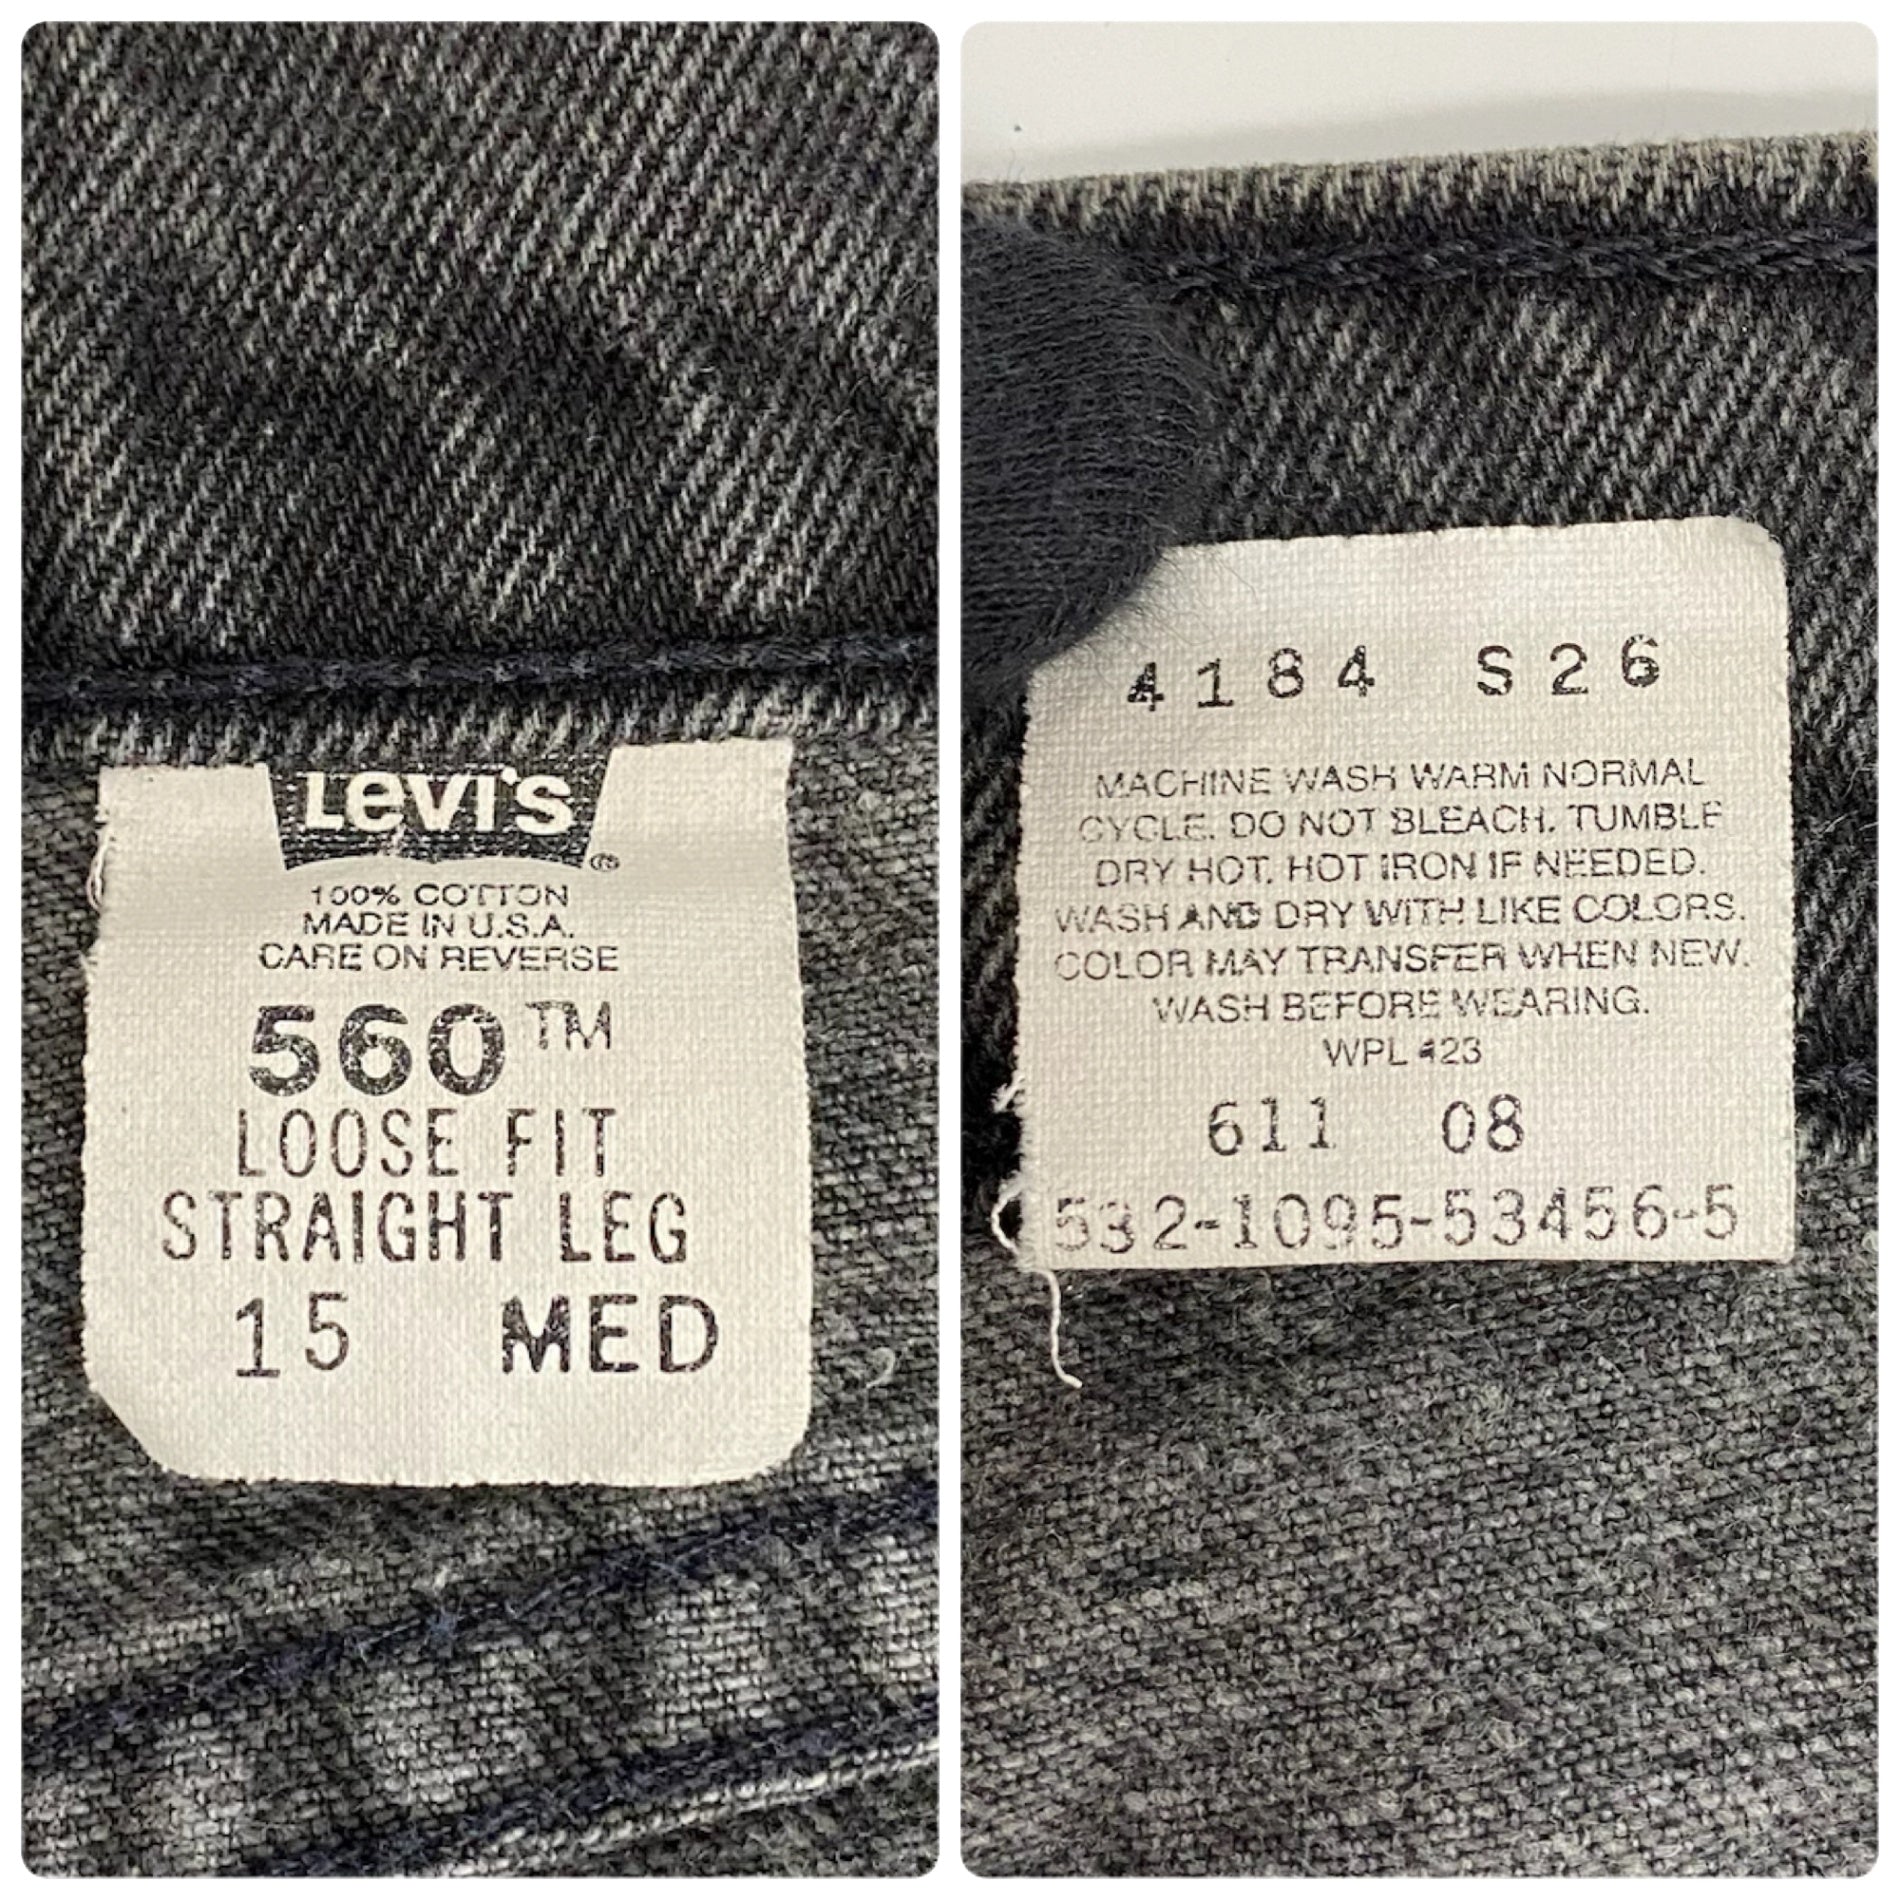 Levi's®
100% COTTON
MADE IN U.S.A.
CARE ON REVERSE
560™
LOOSE FIT
STRAIGHT LEG
15 MED
4184 S26
MACHINE WASH WARM NORMAL
CYCLE. DO NOT BLEACH. TUMBLE
DRY HOT. HOT IRON IF NEEDED.
WASH AND DRY WITH LIKE COLORS.
COLOR MAY TRANSFER WHEN NEW.
WASH BEFORE WEARING.
WPL 423
611 08
532-1095-53456-5